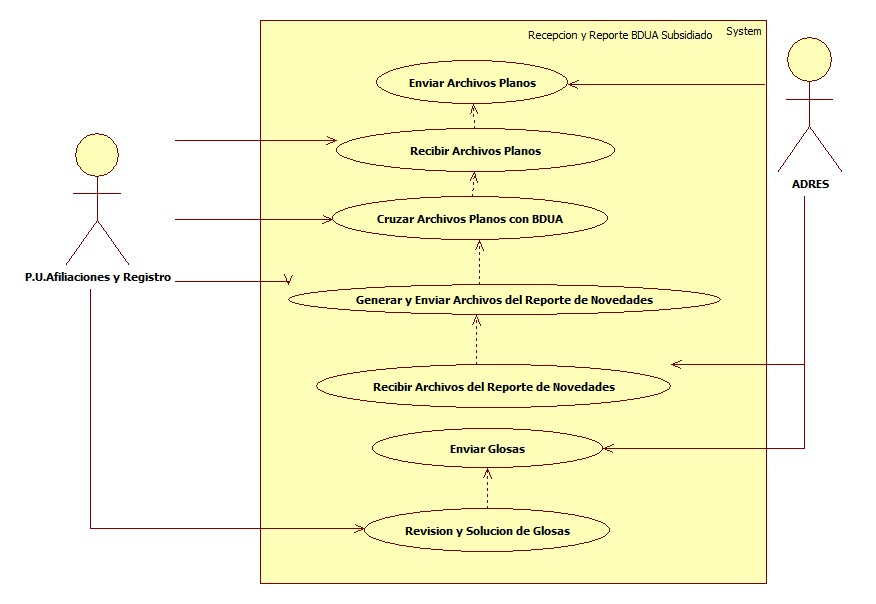 System
Recepcion y Reporte BDUA Subsidiado
Enviar Archivos Planos
Recibir Archivos Planos
ADRES
Cruzar Archivos Planos con BDUA
P.U.Afiliaciones y Registro
Generar y Enviar Archivos del Reporte de Novedades
Recibir Archivos del Reporte de Novedades
Enviar Glosas
Revision y Solucion de Glosas